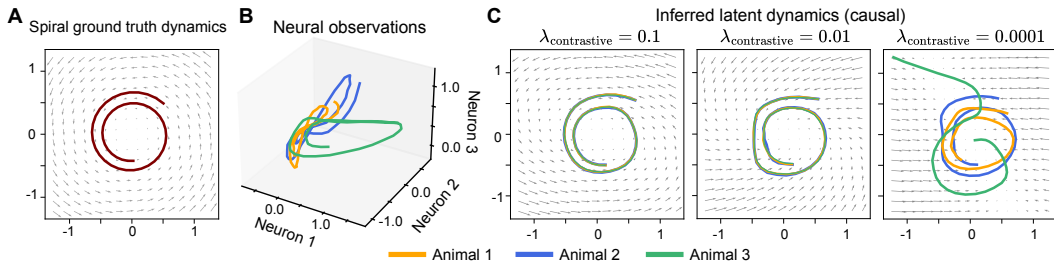 A
Spiral ground truth dynamics
1
0
-1
-1
0
1
B
Neural observations
1.0
0.0
Neuron 3
0.0
-1.0
Neuron 2
0.0
1.0
Neuron 1
C
Inferred latent dynamics (causal)
λcontrastive = 0.1
λcontrastive = 0.01
λcontrastive = 0.0001
1
0
-1
-1
0
1
-1
0
1
-1
0
1
Animal 1
Animal 2
Animal 3